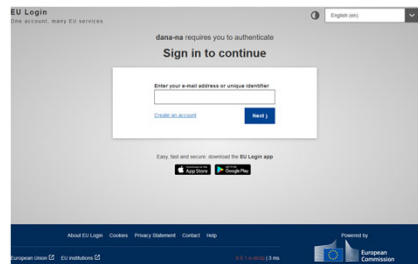 EU Login
One account, many EU services
English (en)
dana-na requires you to authenticate
Sign in to continue
Enter your e-mail address or unique identifier
Create an account
Next ›
Easy, fast and secure: download the EU Login app
App Store
Google Play
About EU Login Cookies Privacy Statement Contact Help
Powered by
European Union
EU institutions
| 3 ms
European
Commission